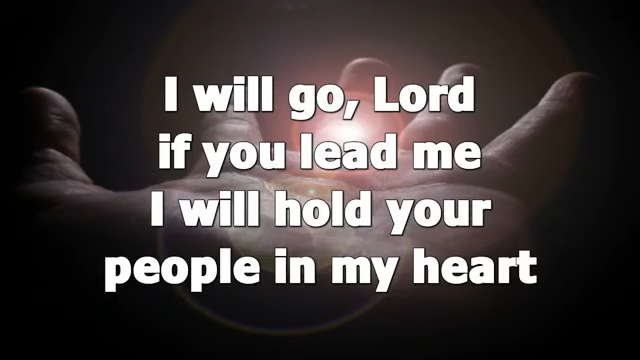 I will go, Lord
if you lead me
I will hold your
people in my heart